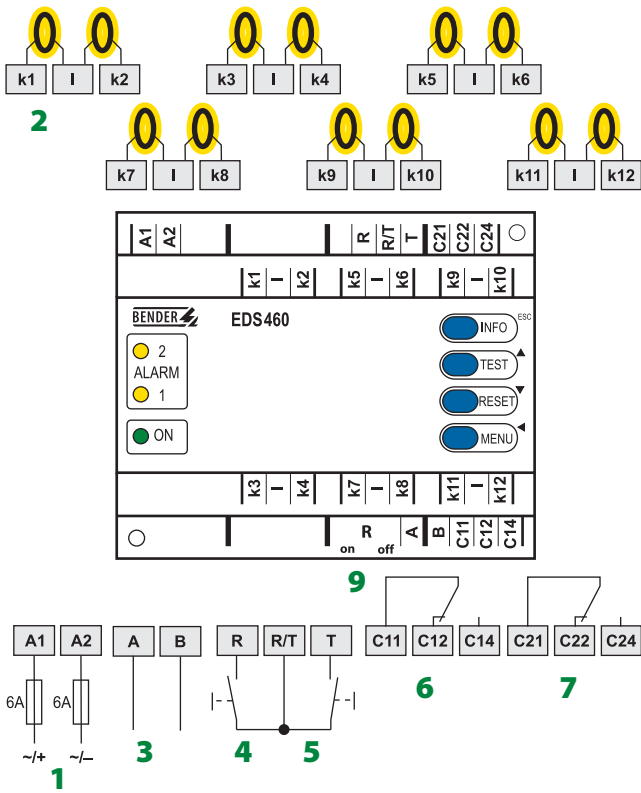 k1 I k2 k3 I k4 k5 I k6
2
k7 I k8 k9 I k10 k11 I k12
A1 A2 R R/T T C21 C22 C24
k1 I k2 k5 I k6 k9 I k10
BENDER EDS460
INFO ESC
2
TEST
ALARM
1
RESET
ON
MENU
k3 I k4 k7 I k8 k11 I k12
R A B C11 C12 C14
on off
9
A1 A2 A B R R/T T C11 C12 C14 C21 C22 C24
6 7
6A 6A
3 4 5
~/+ ~/–
1